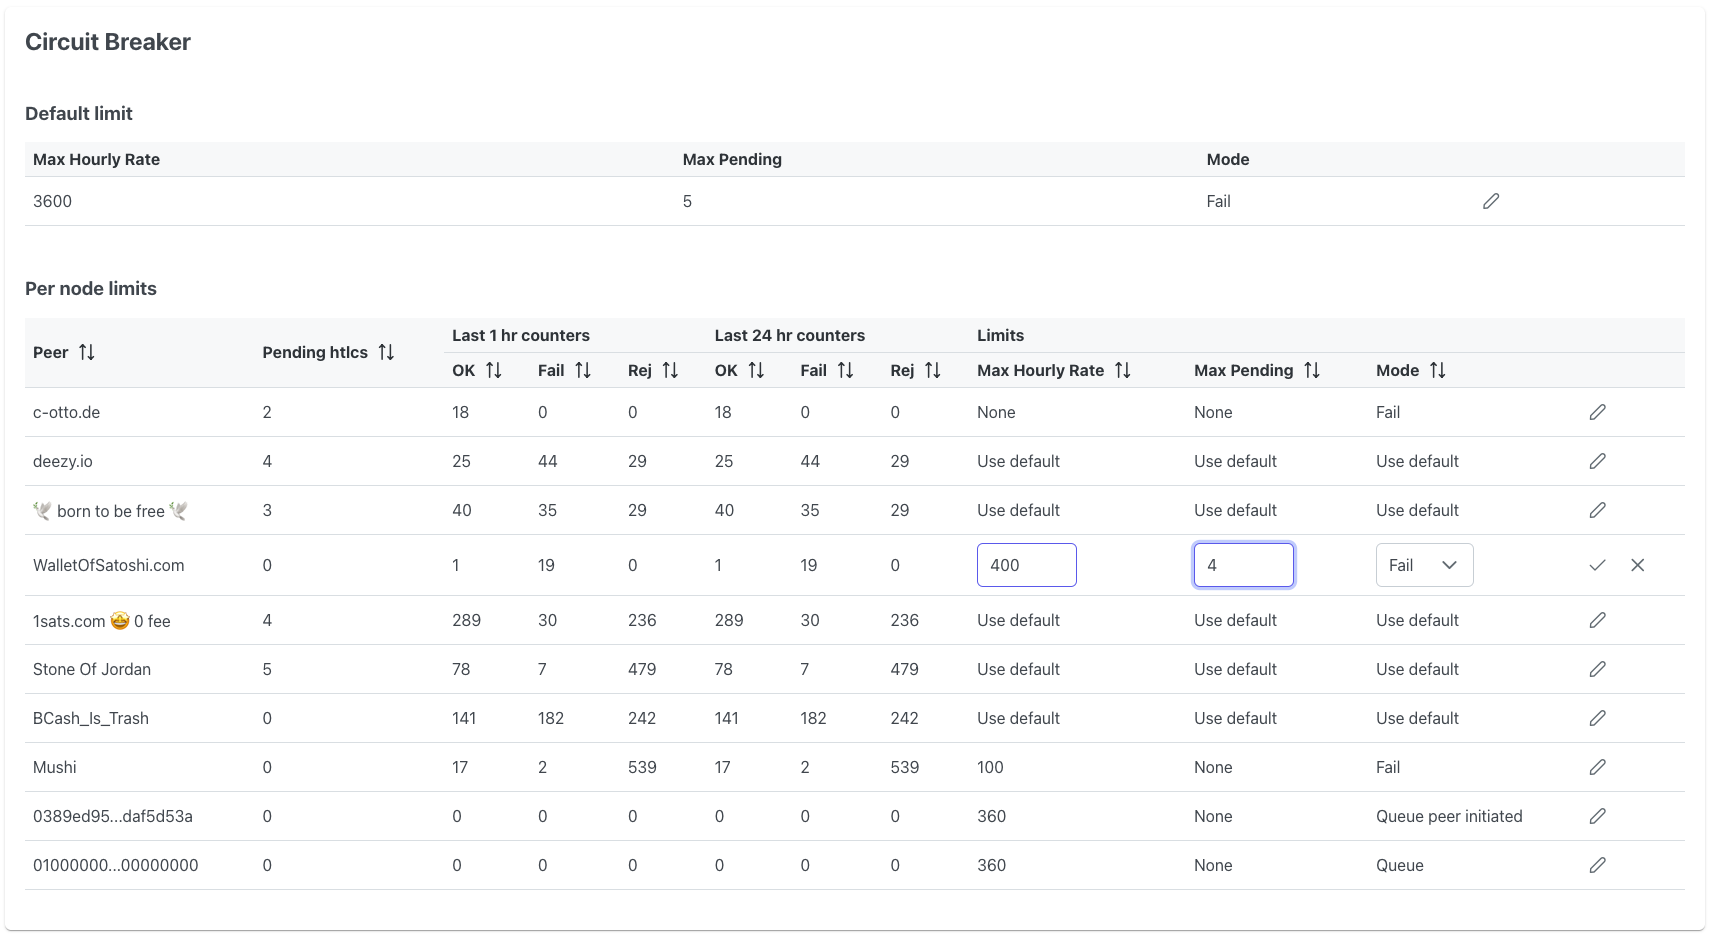 Circuit Breaker
Default limit
Max Hourly Rate Max Pending Mode
3600 5 Fail
Per node limits
Peer Pending htlcs Last 1 hr counters Last 24 hr counters Limits
OK Fail Rej OK Fail Rej Max Hourly Rate Max Pending Mode
c-otto.de 2 18 0 0 18 0 0 None None Fail
deezy.io 4 25 44 29 25 44 29 Use default Use default Use default
🕊 born to be free 🕊 3 40 35 29 40 35 29 Use default Use default Use default
WalletOfSatoshi.com 0 1 19 0 1 19 0 400 4 Fail
1sats.com 🤩 0 fee 4 289 30 236 289 30 236 Use default Use default Use default
Stone Of Jordan 5 78 7 479 78 7 479 Use default Use default Use default
BCash_Is_Trash 0 141 182 242 141 182 242 Use default Use default Use default
Mushi 0 17 2 539 17 2 539 100 None Fail
0389ed95...daf5d53a 0 0 0 0 0 0 0 360 None Queue peer initiated
01000000...00000000 0 0 0 0 0 0 0 360 None Queue